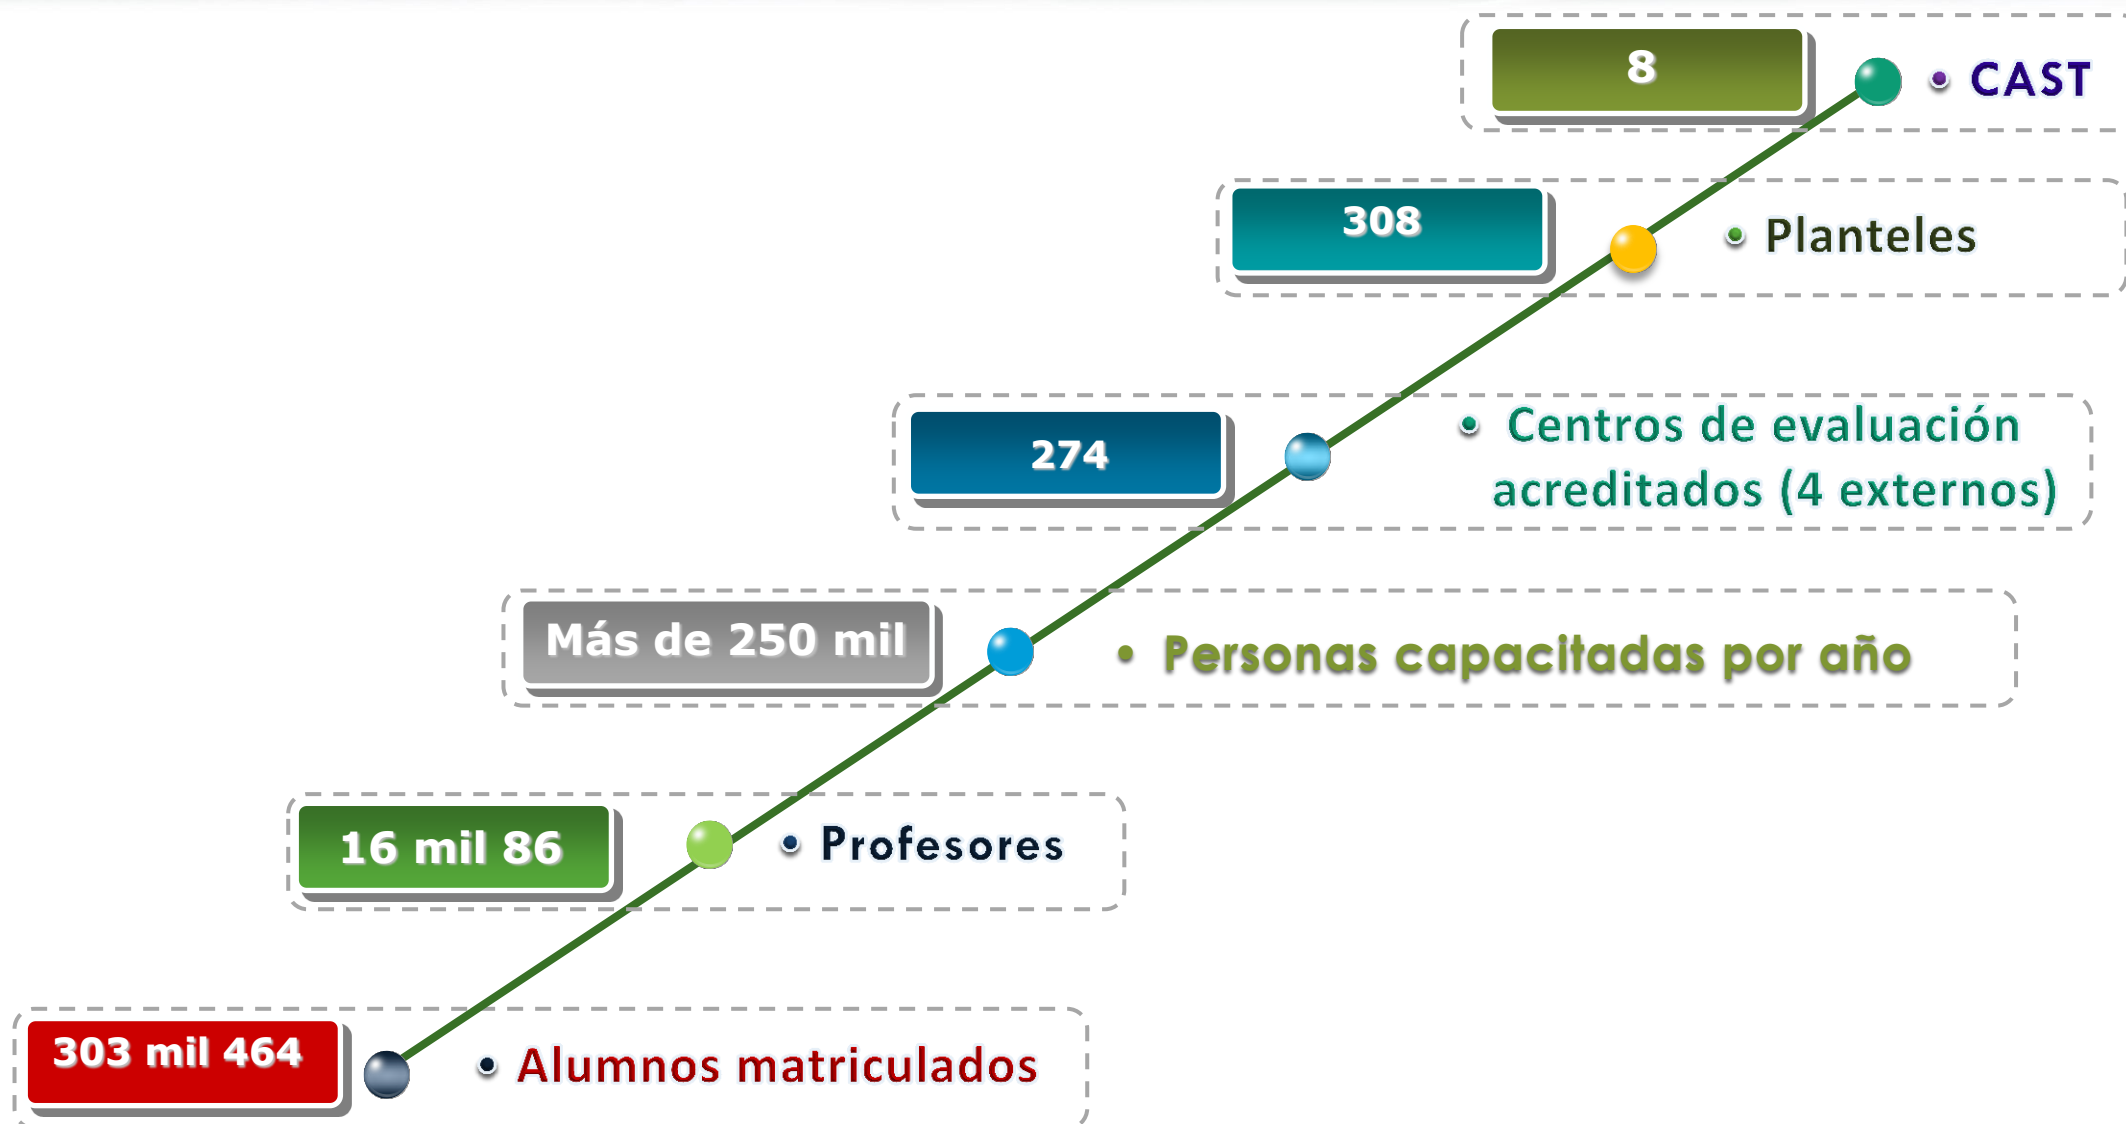 8
• CAST
308
• Planteles
274
• Centros de evaluación
acreditados (4 externos)
Más de 250 mil
• Personas capacitadas por año
16 mil 86
• Profesores
303 mil 464
• Alumnos matriculados